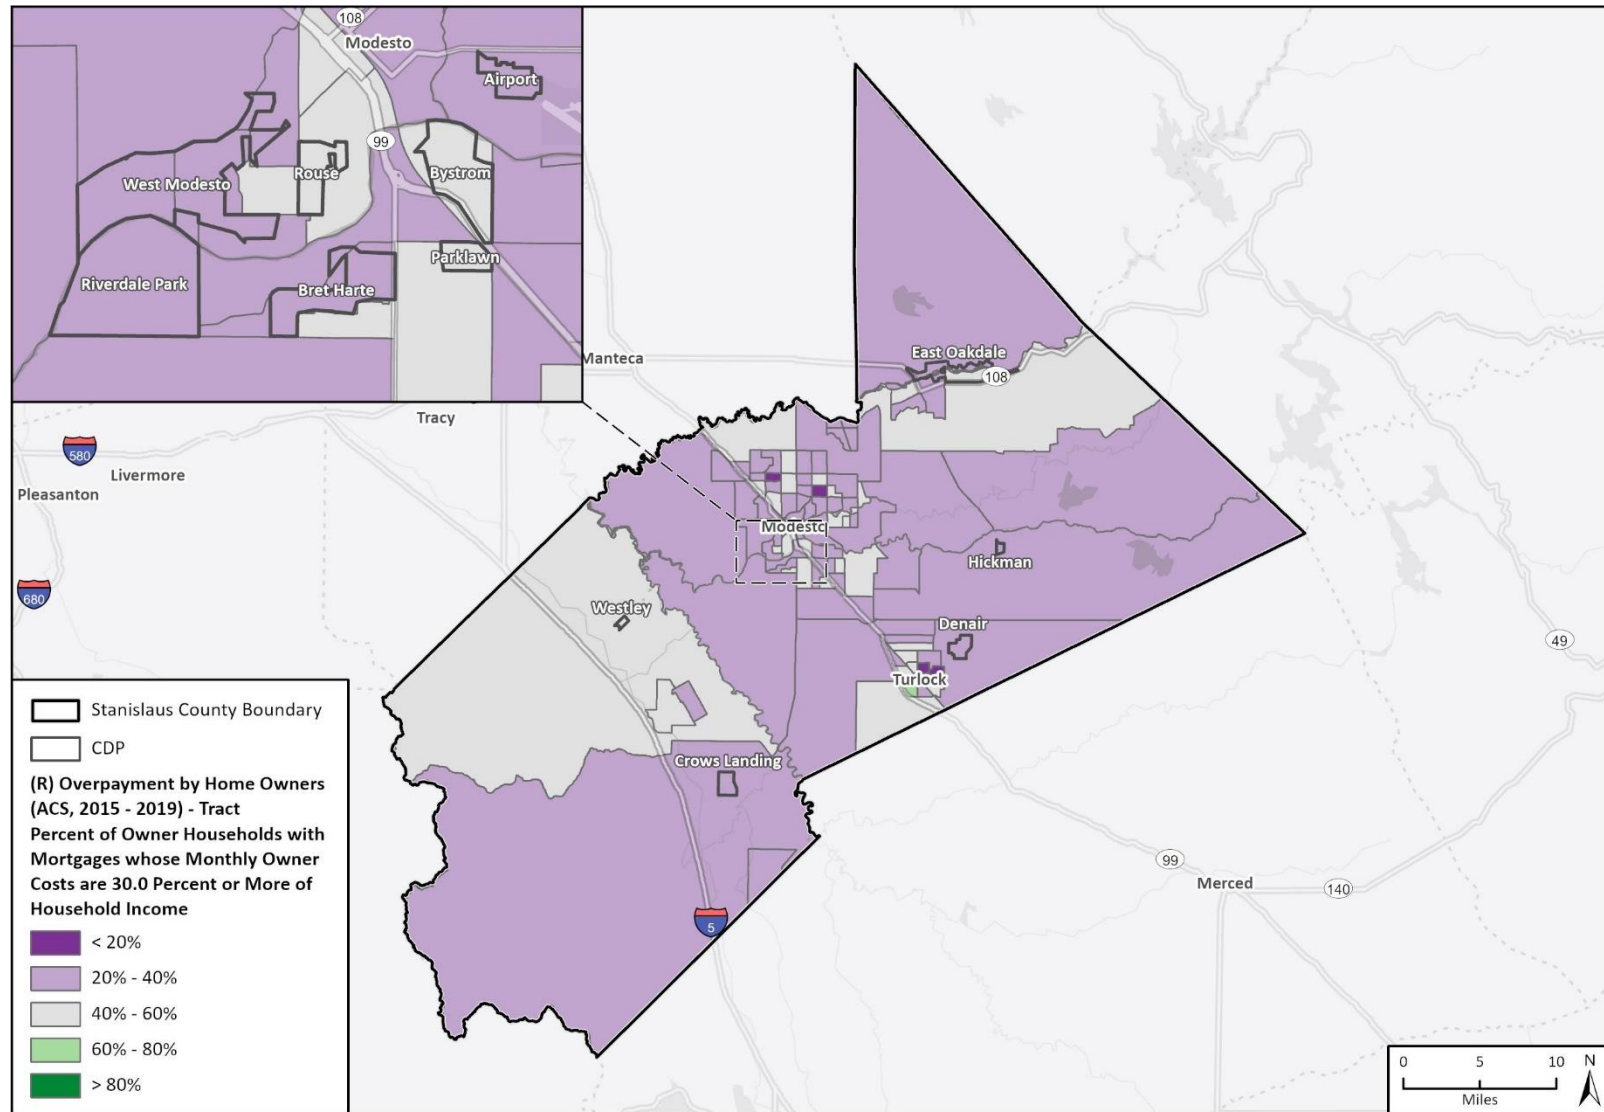 108
Modesto
Airport
99
West Modesto
Rouse
Bystrom
Parklawn
Riverdale Park
Bret Harte
Manteca
East Oakdale
108
Tracy
580
Livermore
Pleasanton
Modesto
Hickman
680
Westley
Denair
49
Turlock
Crows Landing
99
Merced
140
5
Stanislaus County Boundary
CDP
(R) Overpayment by Home Owners
(ACS, 2015 - 2019) - Tract
Percent of Owner Households with
Mortgages whose Monthly Owner
Costs are 30.0 Percent or More of
Household Income
< 20%
20% - 40%
40% - 60%
60% - 80%
> 80%
0 5 10
Miles
N